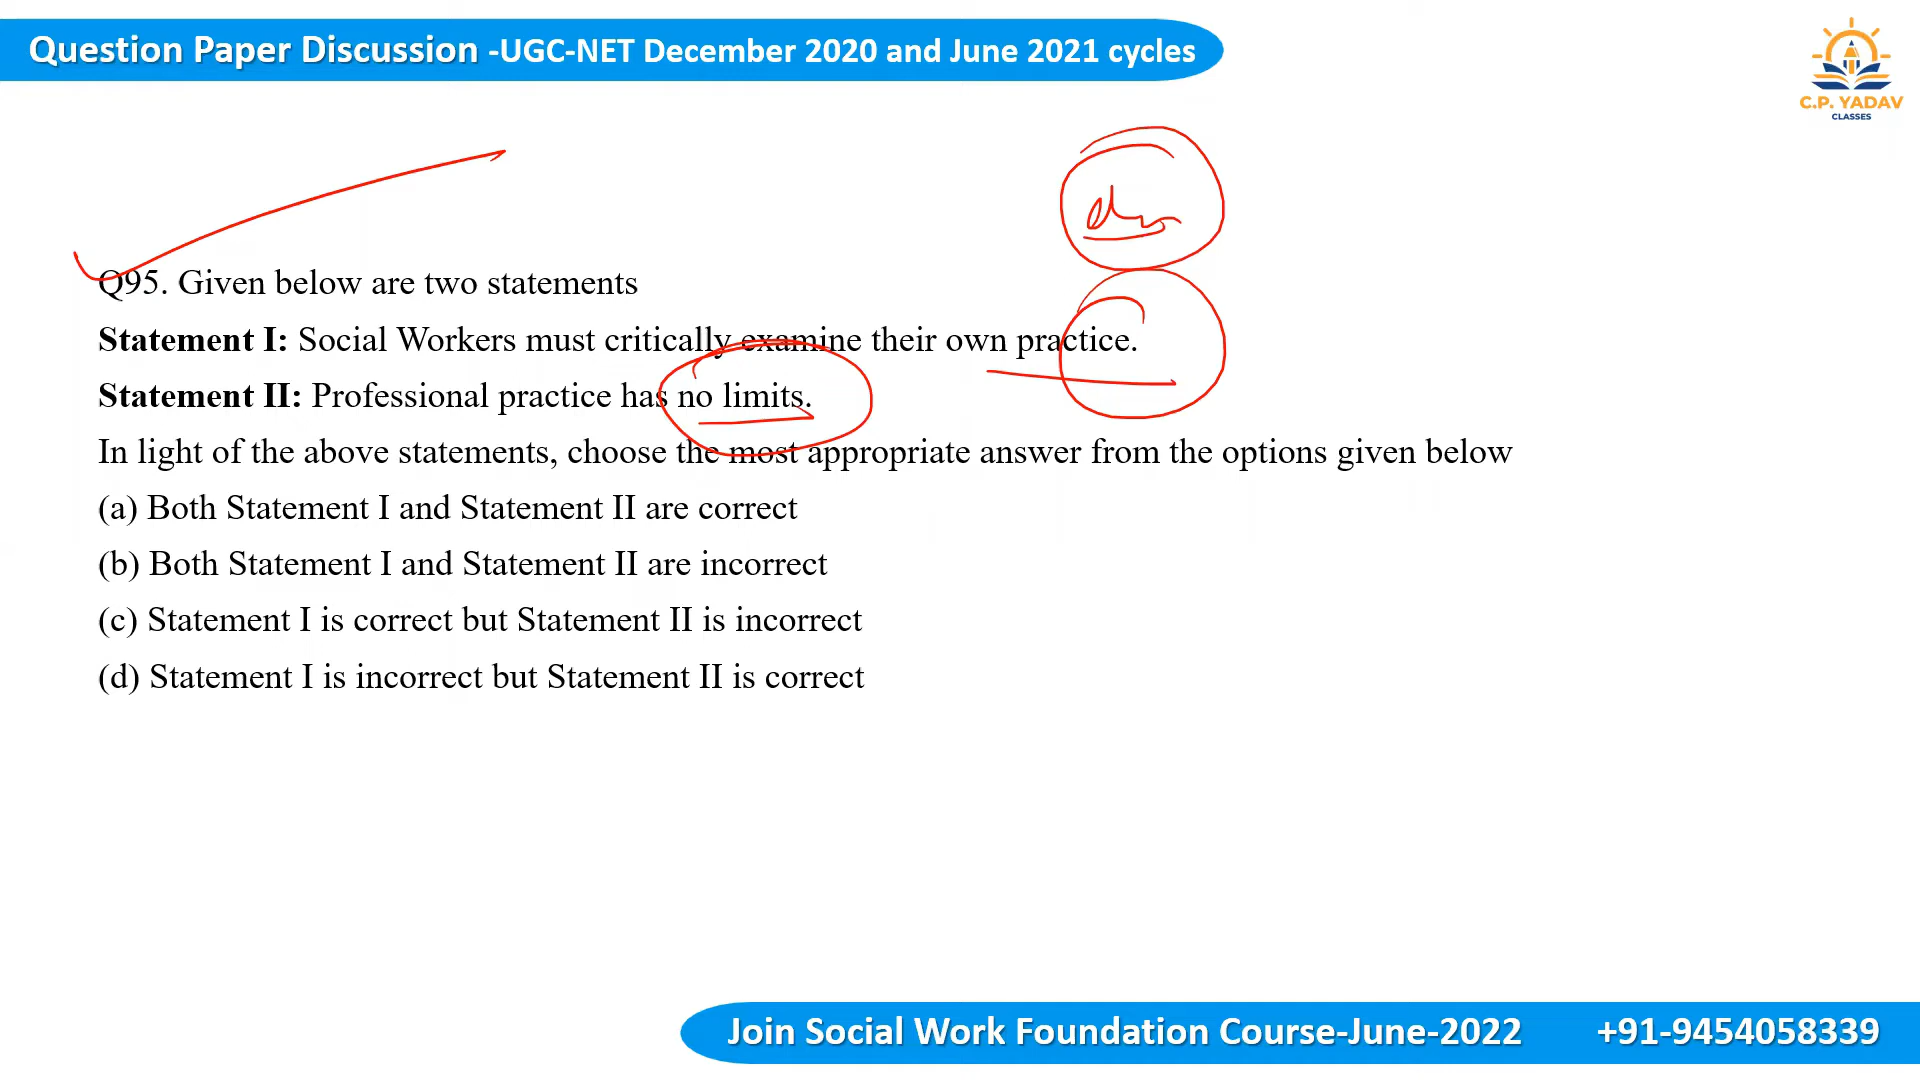 Question Paper Discussion -UGC-NET December 2020 and June 2021 cycles
C.P. YADAV
CLASSES
Q95. Given below are two statements
Statement I: Social Workers must critically examine their own practice.
Statement II: Professional practice has no limits.
In light of the above statements, choose the most appropriate answer from the options given below
(a) Both Statement I and Statement II are correct
(b) Both Statement I and Statement II are incorrect
(c) Statement I is correct but Statement II is incorrect
(d) Statement I is incorrect but Statement II is correct
Join Social Work Foundation Course-June-2022 +91-9454058339